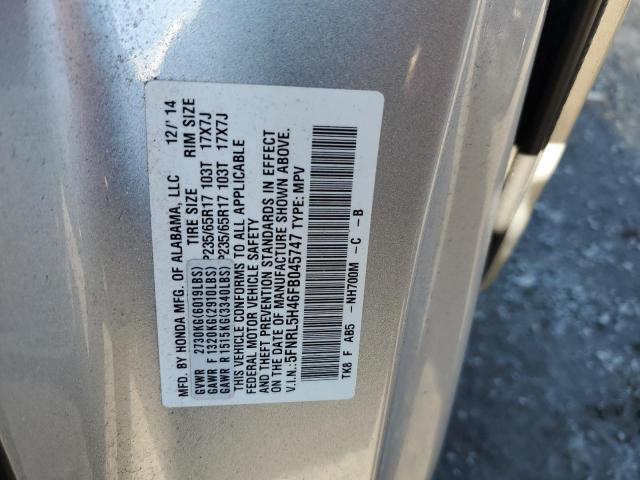 MFD. BY HONDA MFG. OF ALABAMA, LLC 12/'14
TIRE SIZE RIM SIZE
GVWR 2730KG(6019LBS)
GAWR F 1320KG(2910LBS) P235/65R17 103T 17X7J
GAWR R 1515KG(3340LBS) P235/65R17 103T 17X7J
THIS VEHICLE CONFORMS TO ALL APPLICABLE
FEDERAL MOTOR VEHICLE SAFETY
AND THEFT PREVENTION STANDARDS IN EFFECT
ON THE DATE OF MANUFACTURE SHOWN ABOVE.
V.I.N.: 5FNRL5H46FB045747 TYPE: MPV
TK8 F AB5 -NH700M -C -B